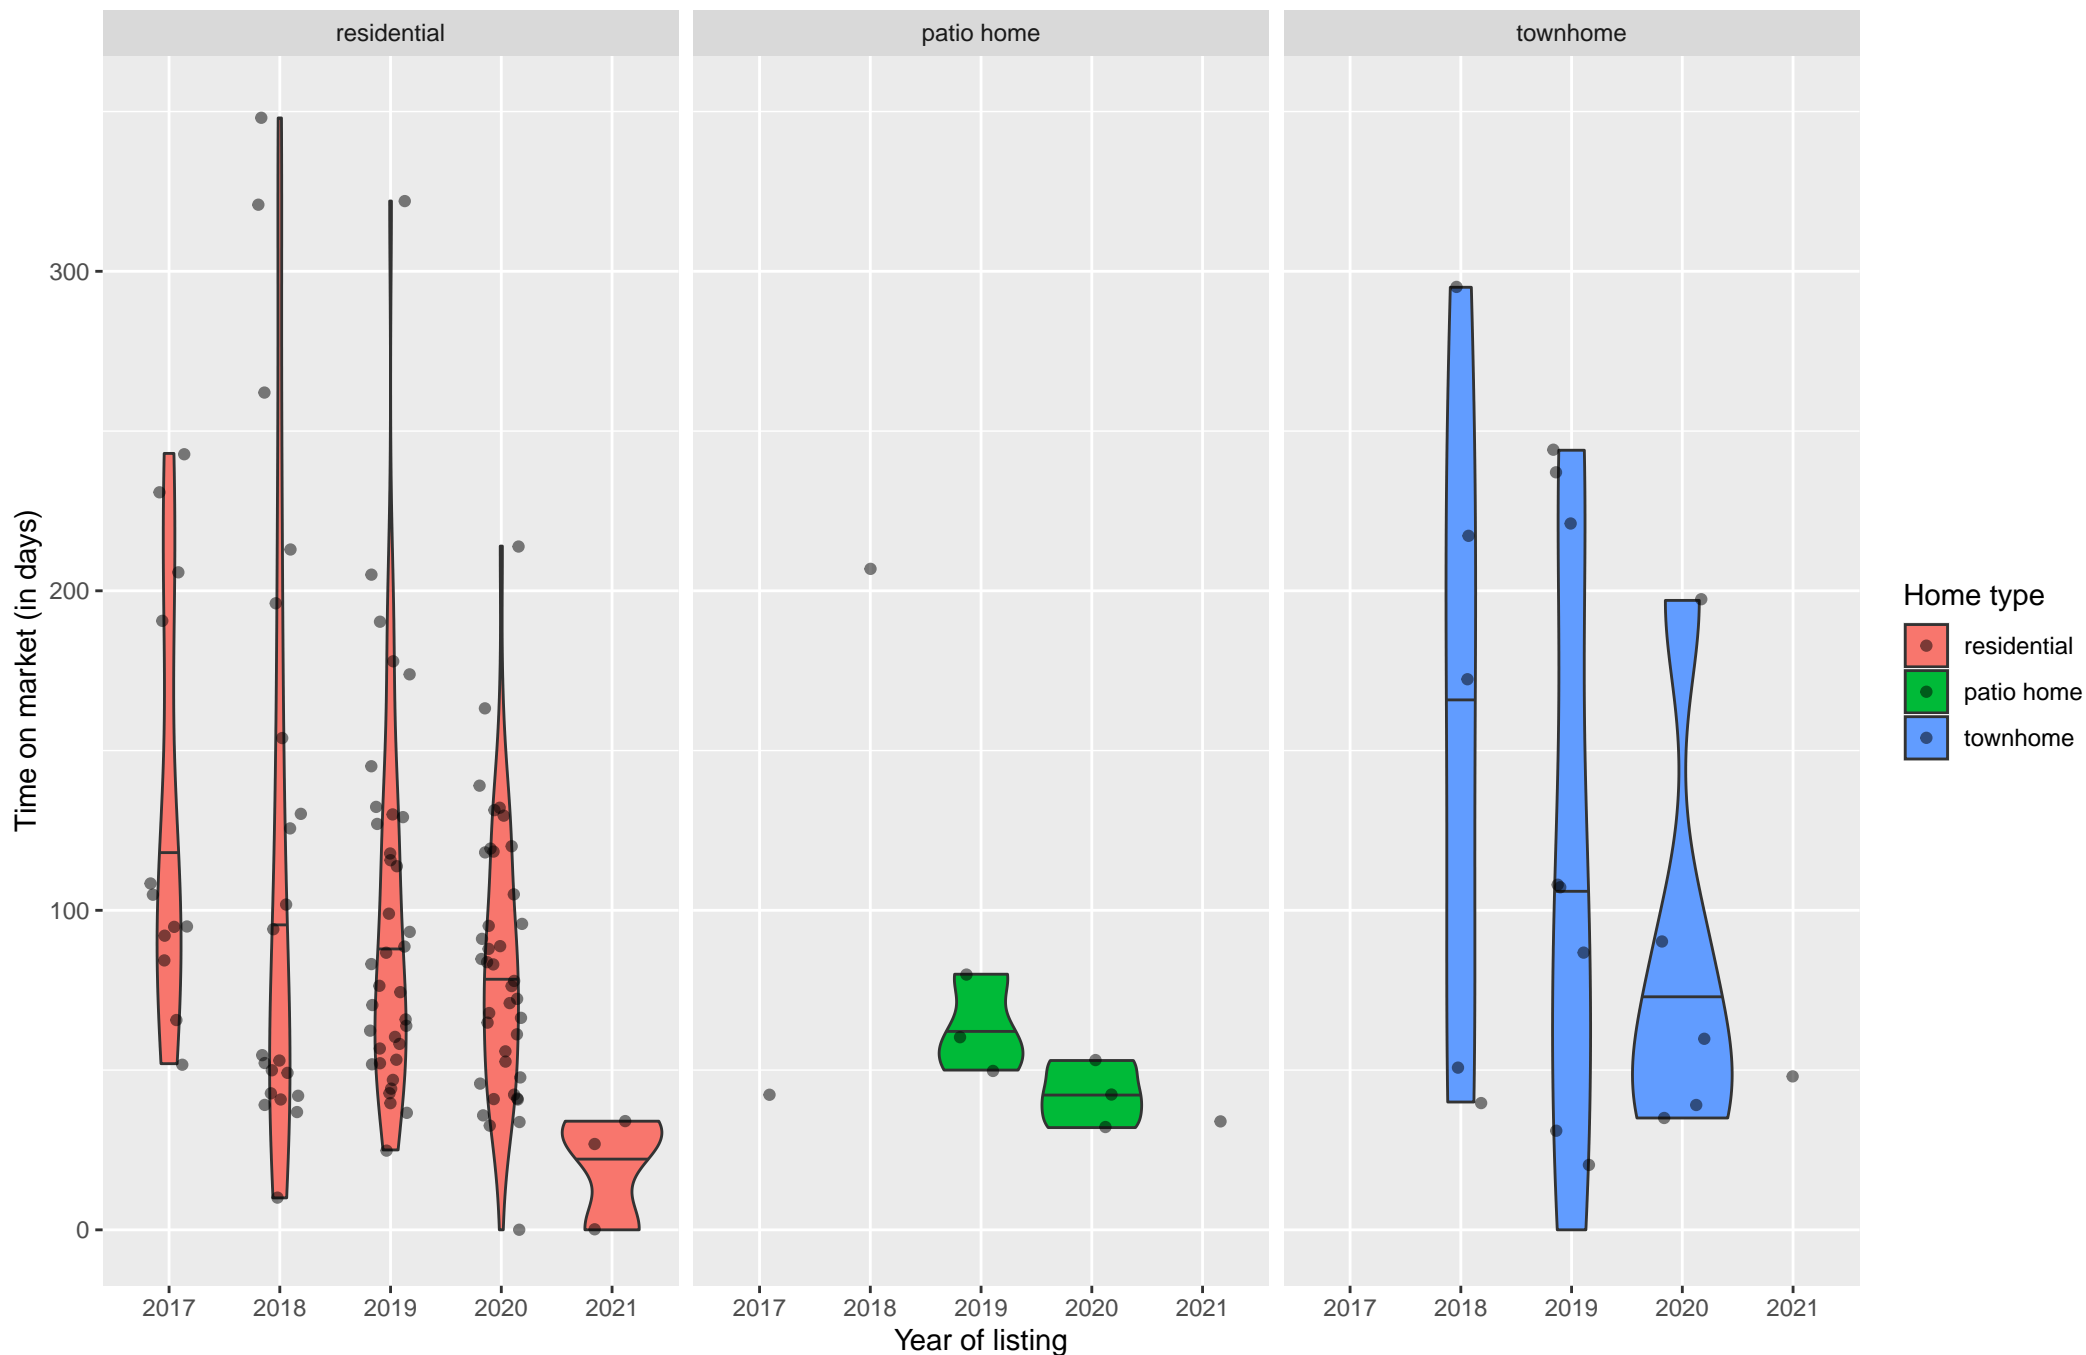 residential
patio home
townhome
Time on market (in days)
300
200
100
0
2017 2018 2019 2020 2021
2017 2018 2019 2020 2021
2017 2018 2019 2020 2021
Year of listing
Home type
residential
patio home
townhome